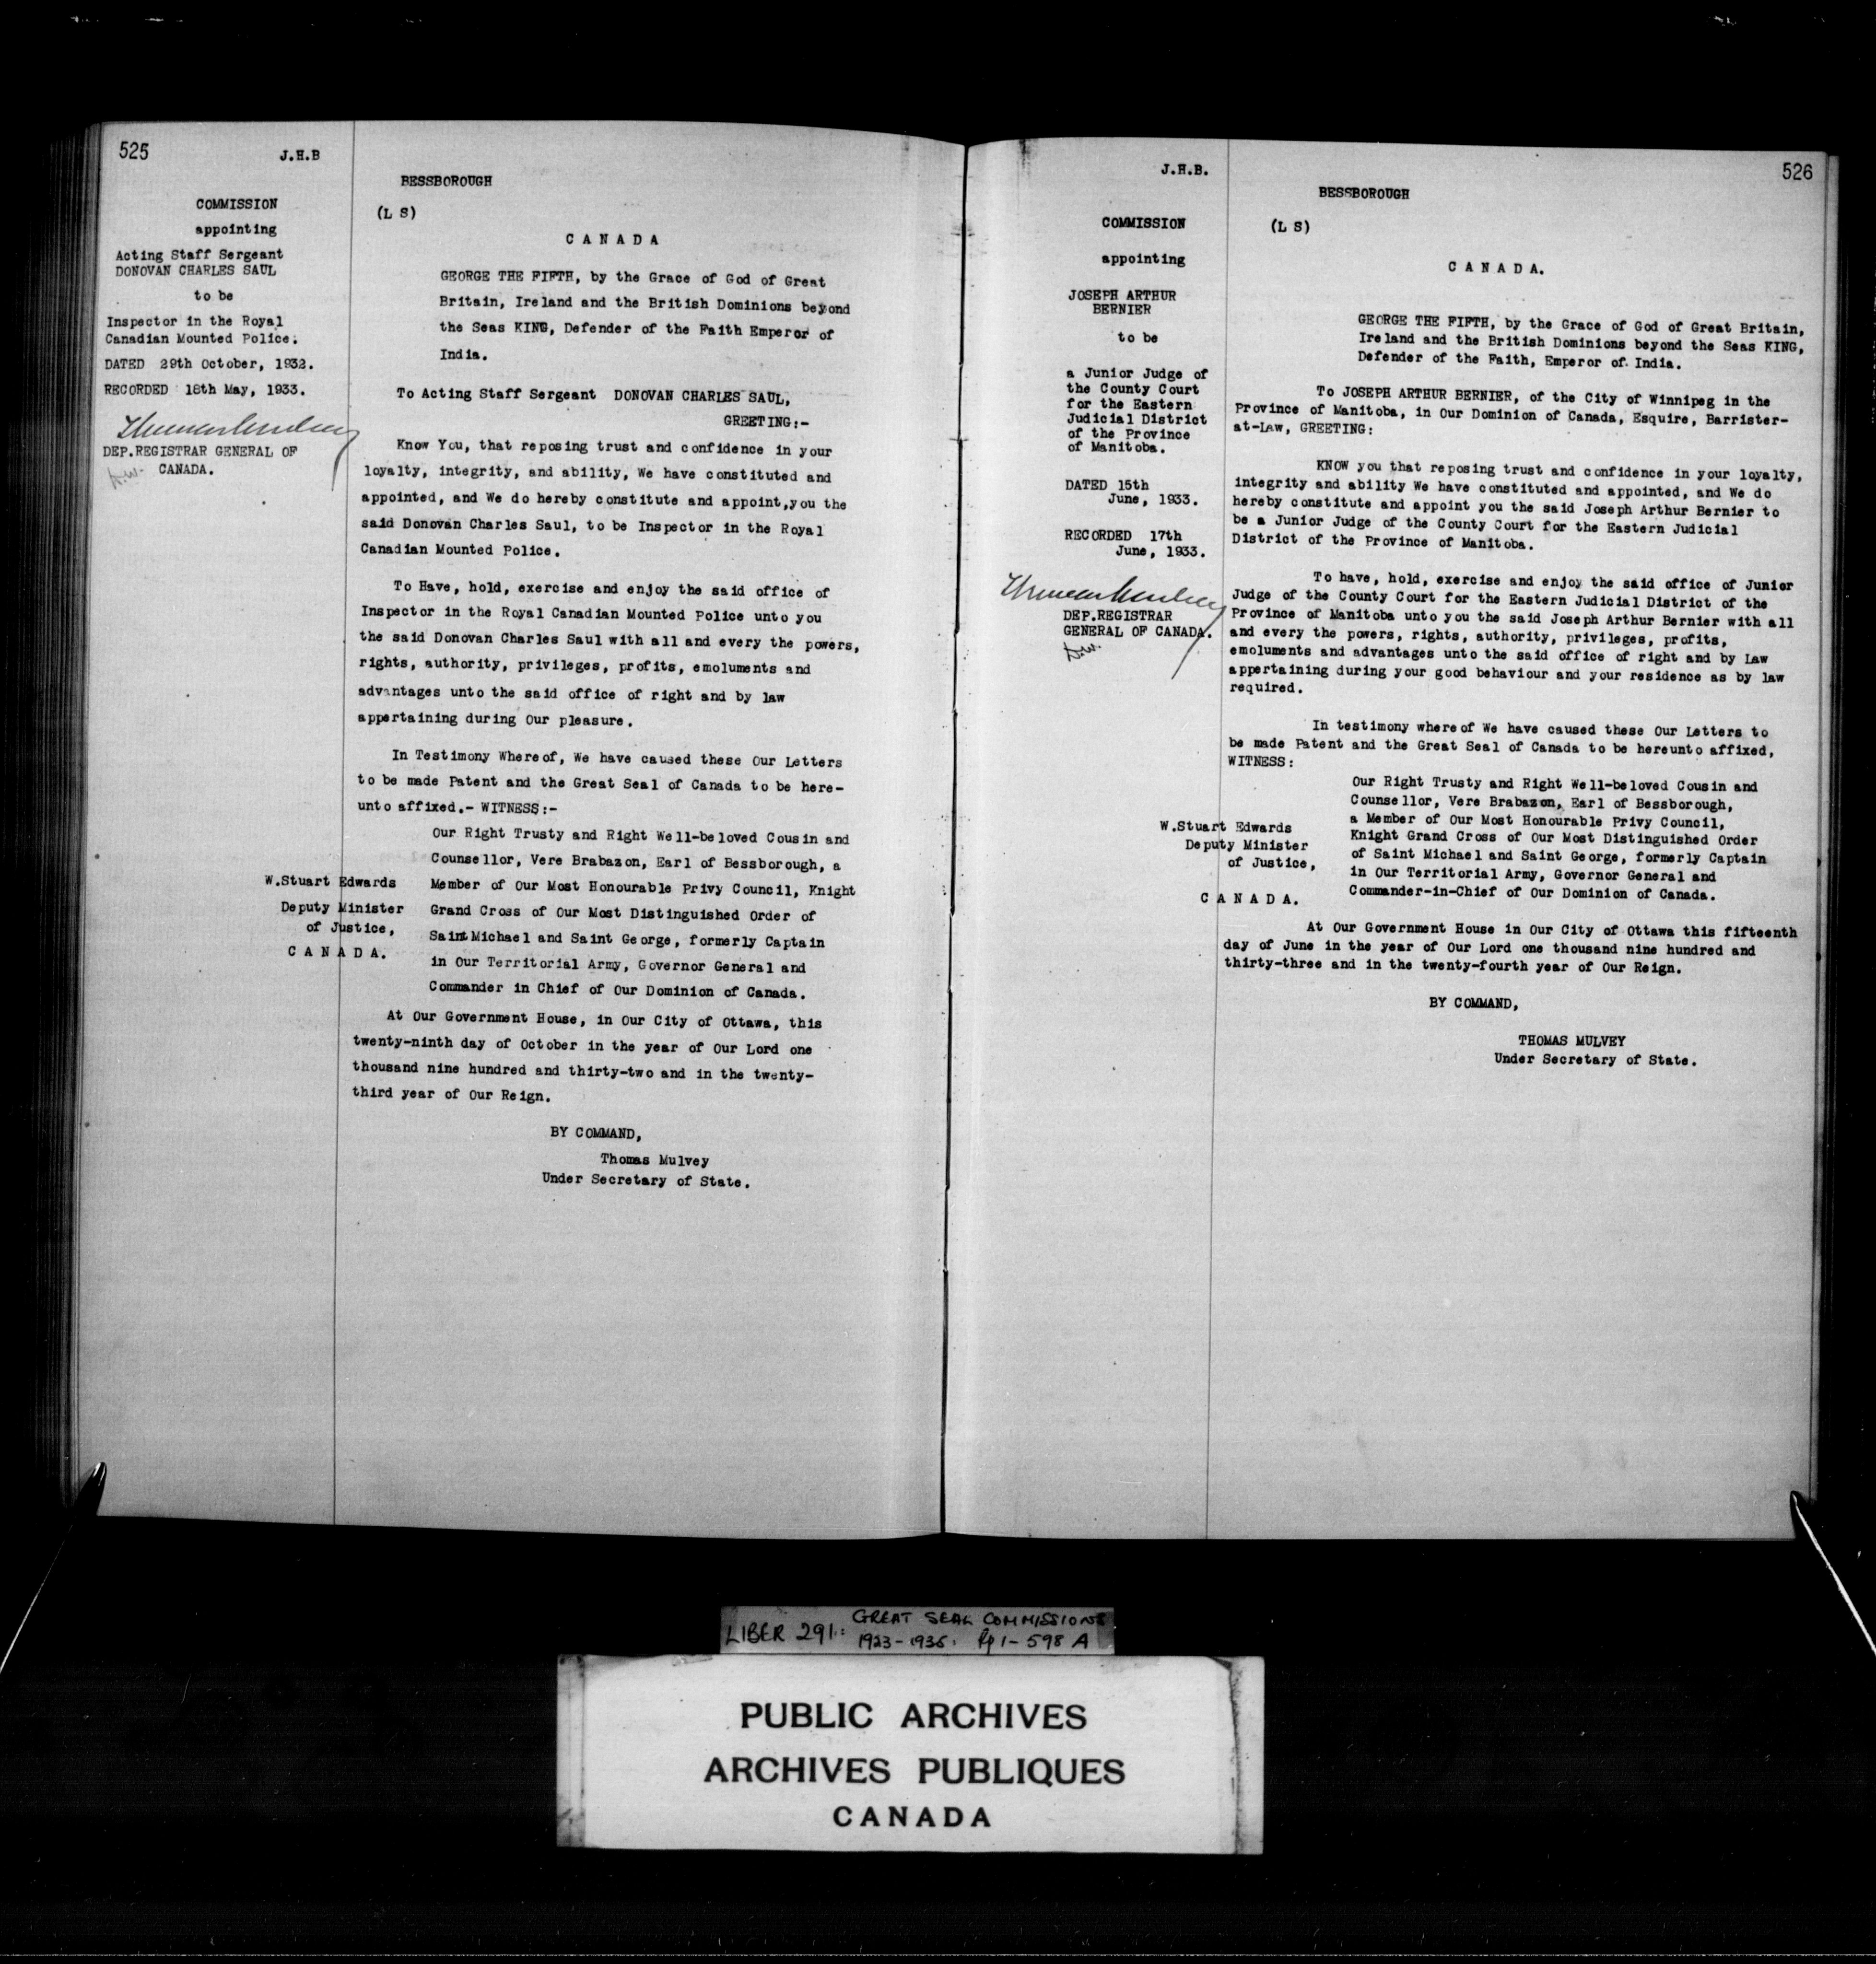 525
J.H.B
COMMISSION
appointing
Acting Staff Sergeant
DONOVAN CHARLES SAUL
to be
Inspector in the Royal
Canadian Mounted Police.
DATED 29th October, 1932.
RECORDED 18th May, 1933.
DEP.REGISTRAR GENERAL OF
CANADA.
BESSBOROUGH
(L S)
C A N A D A
GEORGE THE FIFTH, by the Grace of God of Great
Britain, Ireland and the British Dominions beyond
the Seas KING, Defender of the Faith Emperor of
India.
To Acting Staff Sergeant DONOVAN CHARLES SAUL,
GREETING:-
Know You, that reposing trust and confidence in your
loyalty, integrity, and ability, We have constituted and
appointed, and We do hereby constitute and appoint,you the
said Donovan Charles Saul, to be Inspector in the Royal
Canadian Mounted Police.
To Have, hold, exercise and enjoy the said office of
Inspector in the Royal Canadian Mounted Police unto you
the said Donovan Charles Saul with all and every the powers,
rights, authority, privileges, profits, emoluments and
advantages unto the said office of right and by law
appertaining during Our pleasure.
In Testimony Whereof, We have caused these Our Letters
to be made Patent and the Great Seal of Canada to be here-
unto affixed.- WITNESS:-
Our Right Trusty and Right Well-beloved Cousin and
Counsellor, Vere Brabazon, Earl of Bessborough, a
Member of Our Most Honourable Privy Council, Knight
Grand Cross of Our Most Distinguished Order of
Saint Michael and Saint George, formerly Captain
in Our Territorial Army, Governor General and
Commander in Chief of Our Dominion of Canada.
W.Stuart Edwards
Deputy Minister
of Justice,
C A N A D A.
At Our Government House, in Our City of Ottawa, this
twenty-ninth day of October in the year of Our Lord one
thousand nine hundred and thirty-two and in the twenty-
third year of Our Reign.
BY COMMAND,
Thomas Mulvey
Under Secretary of State.
526
J.H.B.
COMMISSION
appointing
JOSEPH ARTHUR
BERNIER
to be
a Junior Judge of
the County Court
for the Eastern
Judicial District
of the Province
of Manitoba.
DATED 15th
June, 1933.
RECORDED 17th
June, 1933.
DEP.REGISTRAR
GENERAL OF CANADA.
BESSBOROUGH
(L S)
C A N A D A.
GEORGE THE FIFTH, by the Grace of God of Great Britain,
Ireland and the British Dominions beyond the Seas KING,
Defender of the Faith, Emperor of India.
To JOSEPH ARTHUR BERNIER, of the City of Winnipeg in the
Province of Manitoba, in Our Dominion of Canada, Esquire, Barrister-
at-Law, GREETING:
KNOW you that reposing trust and confidence in your loyalty,
integrity and ability We have constituted and appointed, and We do
hereby constitute and appoint you the said Joseph Arthur Bernier to
be a Junior Judge of the County Court for the Eastern Judicial
District of the Province of Manitoba.
To have, hold, exercise and enjoy the said office of Junior
Judge of the County Court for the Eastern Judicial District of the
Province of Manitoba unto you the said Joseph Arthur Bernier with all
and every the powers, rights, authority, privileges, profits,
emoluments and advantages unto the said office of right and by Law
appertaining during your good behaviour and your residence as by law
required.
In testimony whereof We have caused these Our Letters to
be made Patent and the Great Seal of Canada to be hereunto affixed,
WITNESS:
Our Right Trusty and Right Well-beloved Cousin and
Counsellor, Vere Brabazon, Earl of Bessborough,
a Member of Our Most Honourable Privy Council,
Knight Grand Cross of Our Most Distinguished Order
of Saint Michael and Saint George, formerly Captain
in Our Territorial Army, Governor General and
Commander-in-Chief of Our Dominion of Canada.
W.Stuart Edwards
Deputy Minister
of Justice,
C A N A D A.
At Our Government House in Our City of Ottawa this fifteenth
day of June in the year of Our Lord one thousand nine hundred and
thirty-three and in the twenty-fourth year of Our Reign.
BY COMMAND,
THOMAS MULVEY
Under Secretary of State.
LIBER 291: GREAT SEAL COMMISSIONS
1923-1935. Pp 1-598 A
PUBLIC ARCHIVES
ARCHIVES PUBLIQUES
CANADA